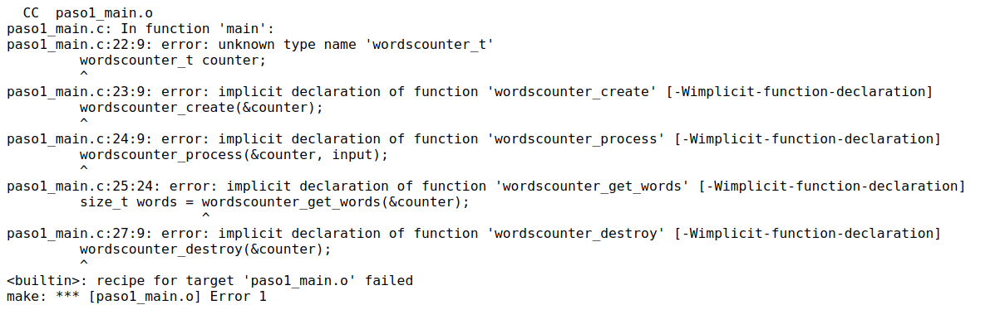 CC  paso1_main.o
paso1_main.c: In function 'main':
paso1_main.c:22:9: error: unknown type name 'wordscounter_t'
         wordscounter_t counter;
         ^
paso1_main.c:23:9: error: implicit declaration of function 'wordscounter_create' [-Wimplicit-function-declaration]
         wordscounter_create(&counter);
         ^
paso1_main.c:24:9: error: implicit declaration of function 'wordscounter_process' [-Wimplicit-function-declaration]
         wordscounter_process(&counter, input);
         ^
paso1_main.c:25:24: error: implicit declaration of function 'wordscounter_get_words' [-Wimplicit-function-declaration]
         size_t words = wordscounter_get_words(&counter);
                        ^
paso1_main.c:27:9: error: implicit declaration of function 'wordscounter_destroy' [-Wimplicit-function-declaration]
         wordscounter_destroy(&counter);
         ^
<builtin>: recipe for target 'paso1_main.o' failed
make: *** [paso1_main.o] Error 1